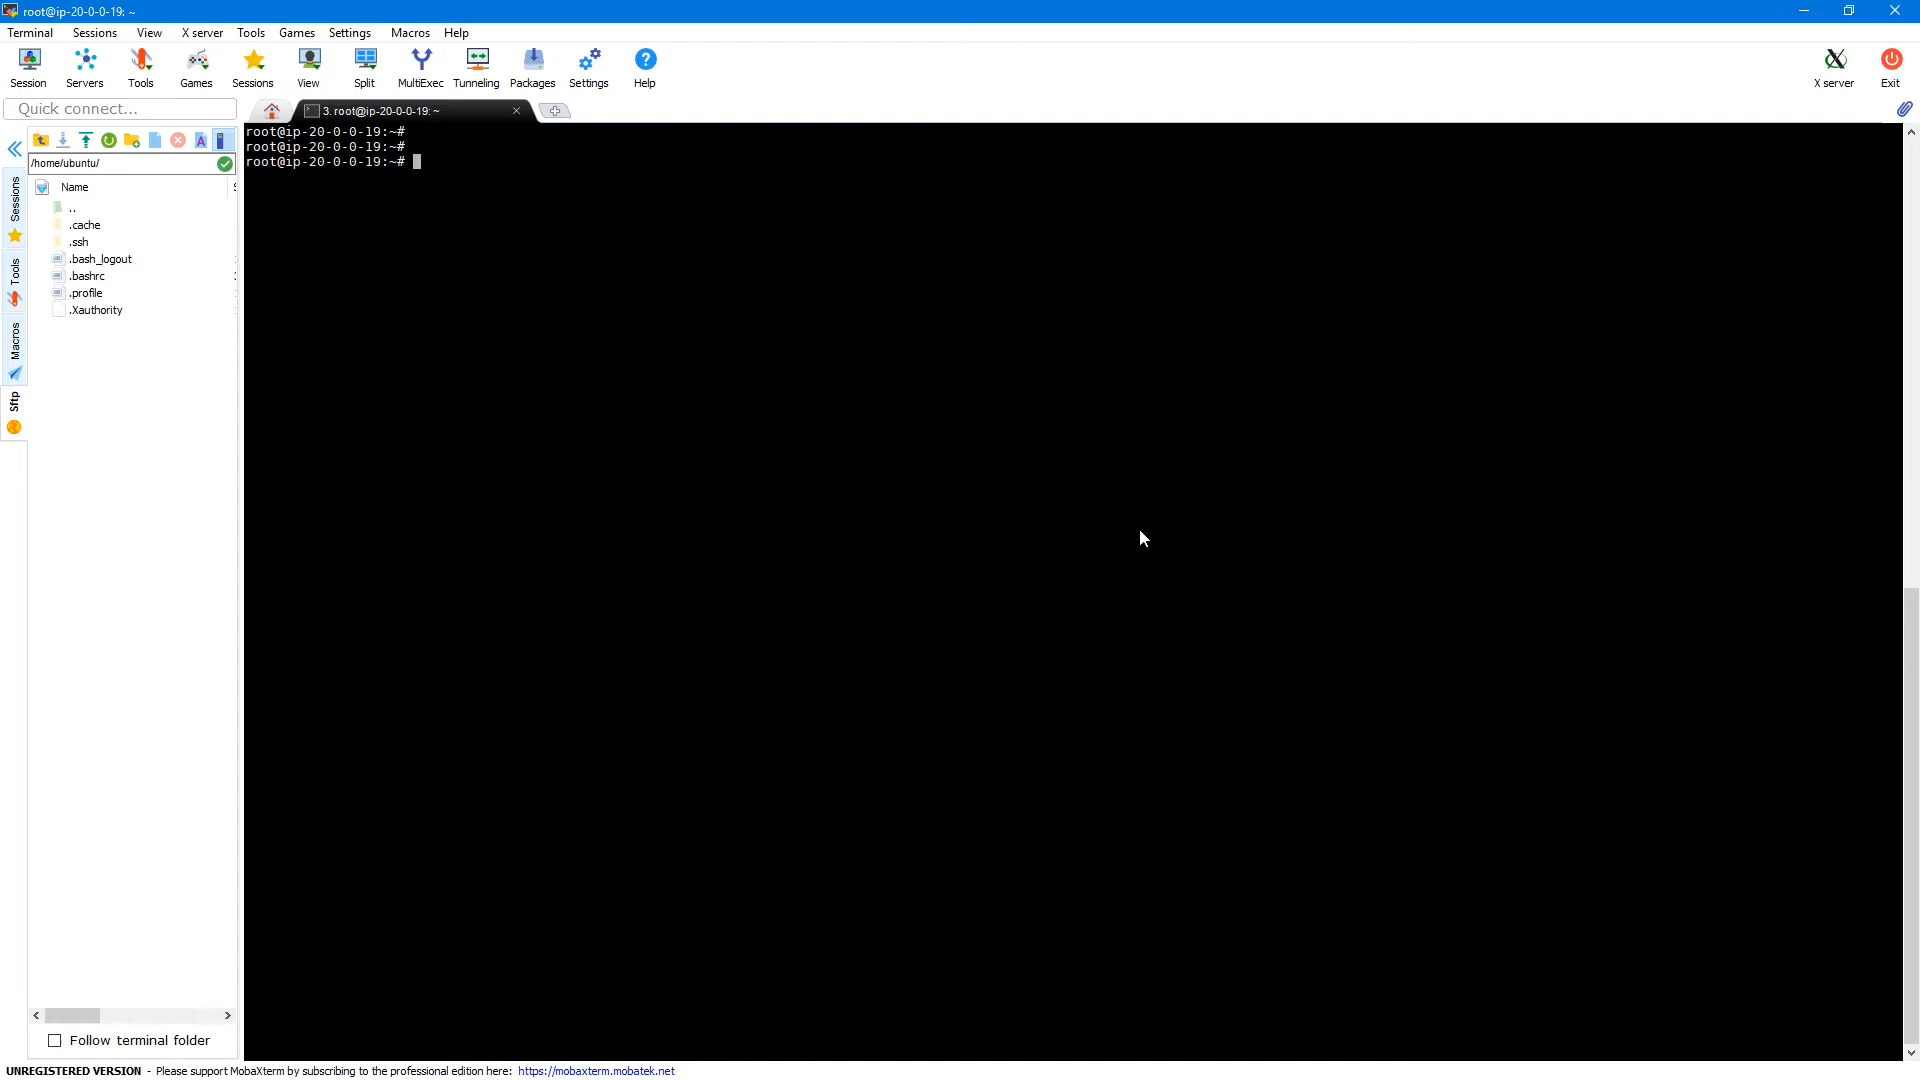 root@ip-20-0-0-19: ~
Terminal Sessions View X server Tools Games Settings Macros Help
Session Servers Tools Games Sessions View Split MultiExec Tunneling Packages Settings Help X server Exit
Quick connect...
3. root@ip-20-0-0-19: ~
/home/ubuntu/
Name
..
.cache
.ssh
.bash_logout
.bashrc
.profile
.Xauthority
Sessions
Tools
Macros
Sftp
root@ip-20-0-0-19:~#
root@ip-20-0-0-19:~#
root@ip-20-0-0-19:~#
Follow terminal folder
UNREGISTERED VERSION - Please support MobaXterm by subscribing to the professional edition here: https://mobaxterm.mobatek.net